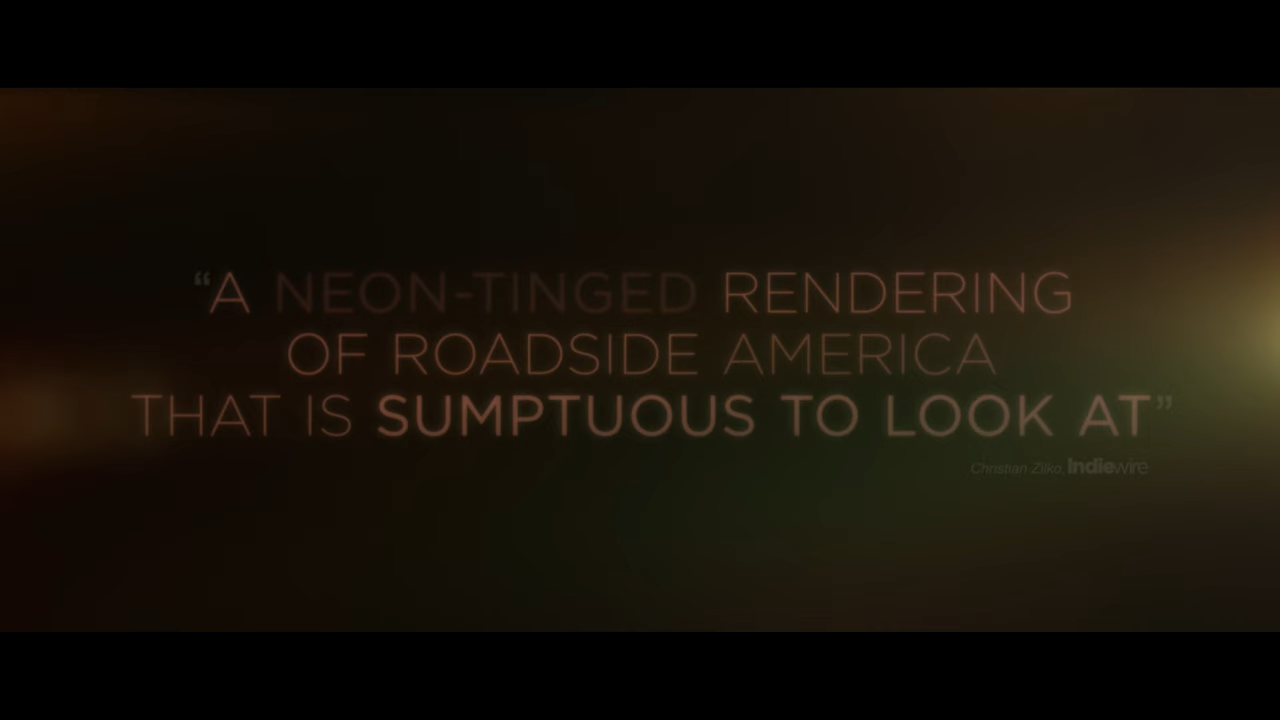 “A NEON-TINGED RENDERING
OF ROADSIDE AMERICA
THAT IS SUMPTUOUS TO LOOK AT”
Christian Zilko, Indiewire